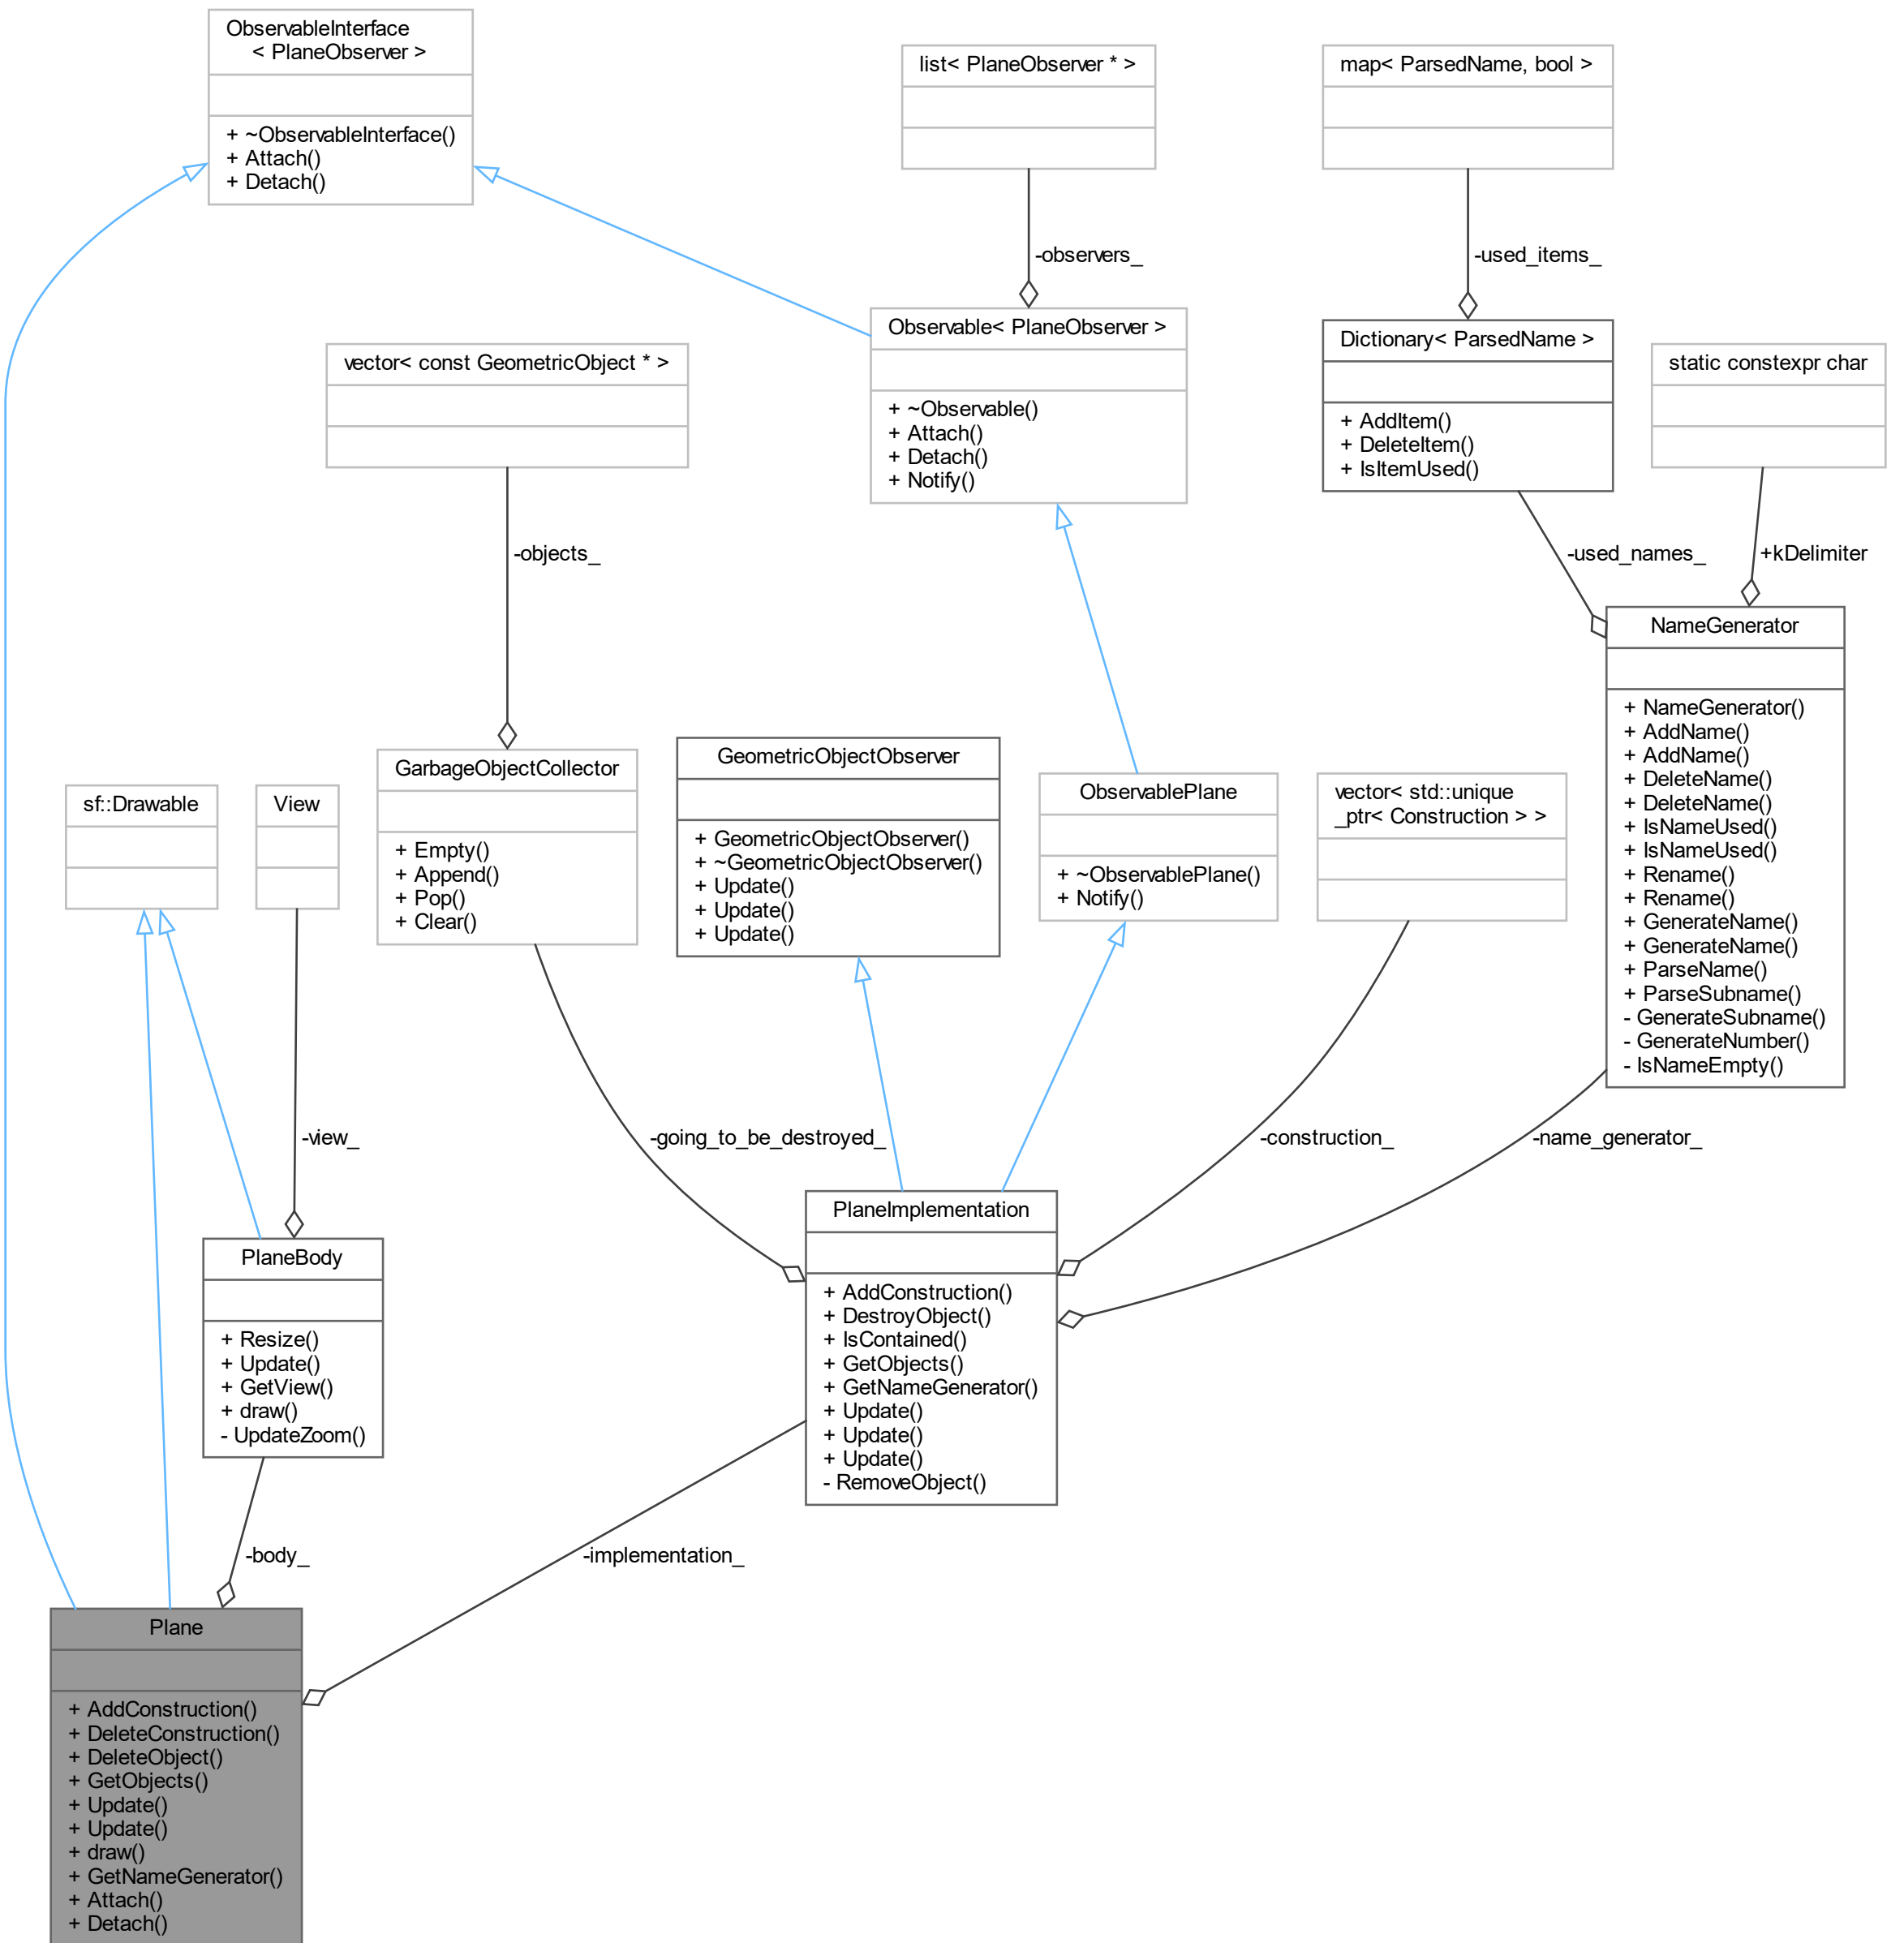 ObservableInterface
< PlaneObserver >
+ ~ObservableInterface()
+ Attach()
+ Detach()
list< PlaneObserver * >
map< ParsedName, bool >
-observers_
-used_items_
Observable< PlaneObserver >
+ ~Observable()
+ Attach()
+ Detach()
+ Notify()
Dictionary< ParsedName >
+ AddItem()
+ DeleteItem()
+ IsItemUsed()
vector< const GeometricObject * >
static constexpr char
-objects_
-used_names_
+kDelimiter
NameGenerator
+ NameGenerator()
+ AddName()
+ AddName()
+ DeleteName()
+ DeleteName()
+ IsNameUsed()
+ IsNameUsed()
+ Rename()
+ Rename()
+ GenerateName()
+ GenerateName()
+ ParseName()
+ ParseSubname()
- GenerateSubname()
- GenerateNumber()
- IsNameEmpty()
sf::Drawable
View
GarbageObjectCollector
+ Empty()
+ Append()
+ Pop()
+ Clear()
GeometricObjectObserver
+ GeometricObjectObserver()
+ ~GeometricObjectObserver()
+ Update()
+ Update()
+ Update()
ObservablePlane
+ ~ObservablePlane()
+ Notify()
vector< std::unique
_ptr< Construction > >
-view_
-going_to_be_destroyed_
-construction_
-name_generator_
PlaneBody
+ Resize()
+ Update()
+ GetView()
+ draw()
- UpdateZoom()
PlaneImplementation
+ AddConstruction()
+ DestroyObject()
+ IsContained()
+ GetObjects()
+ GetNameGenerator()
+ Update()
+ Update()
+ Update()
- RemoveObject()
-body_
-implementation_
Plane
+ AddConstruction()
+ DeleteConstruction()
+ DeleteObject()
+ GetObjects()
+ Update()
+ Update()
+ draw()
+ GetNameGenerator()
+ Attach()
+ Detach()